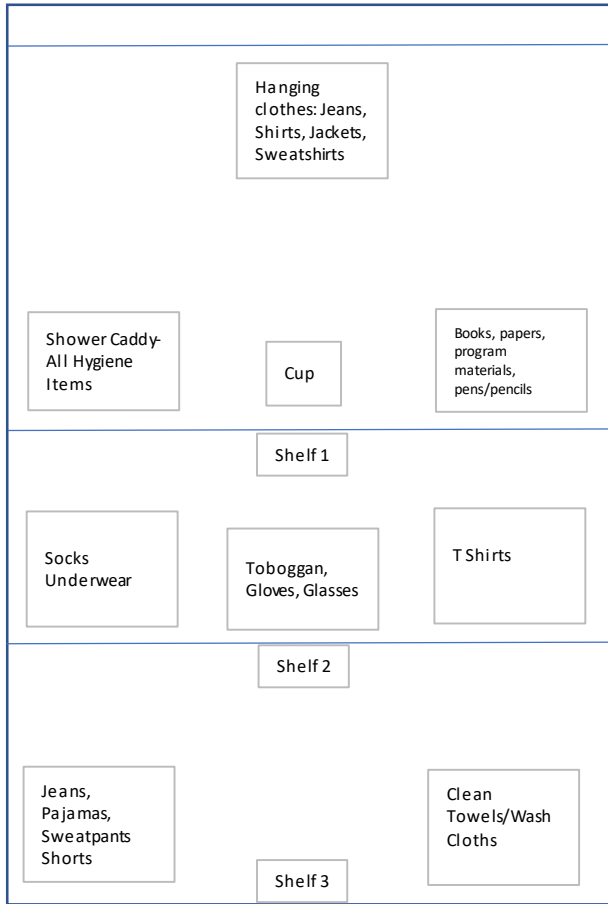 Hanging
clothes: Jeans,
Shirts, Jackets,
Sweatshirts
Shower Caddy-
All Hygiene
Items
Cup
Books, papers,
program
materials,
pens/pencils
Shelf 1
Socks
Underwear
Toboggan,
Gloves, Glasses
T Shirts
Shelf 2
Jeans,
Pajamas,
Sweatpants
Shorts
Clean
Towels/Wash
Cloths
Shelf 3